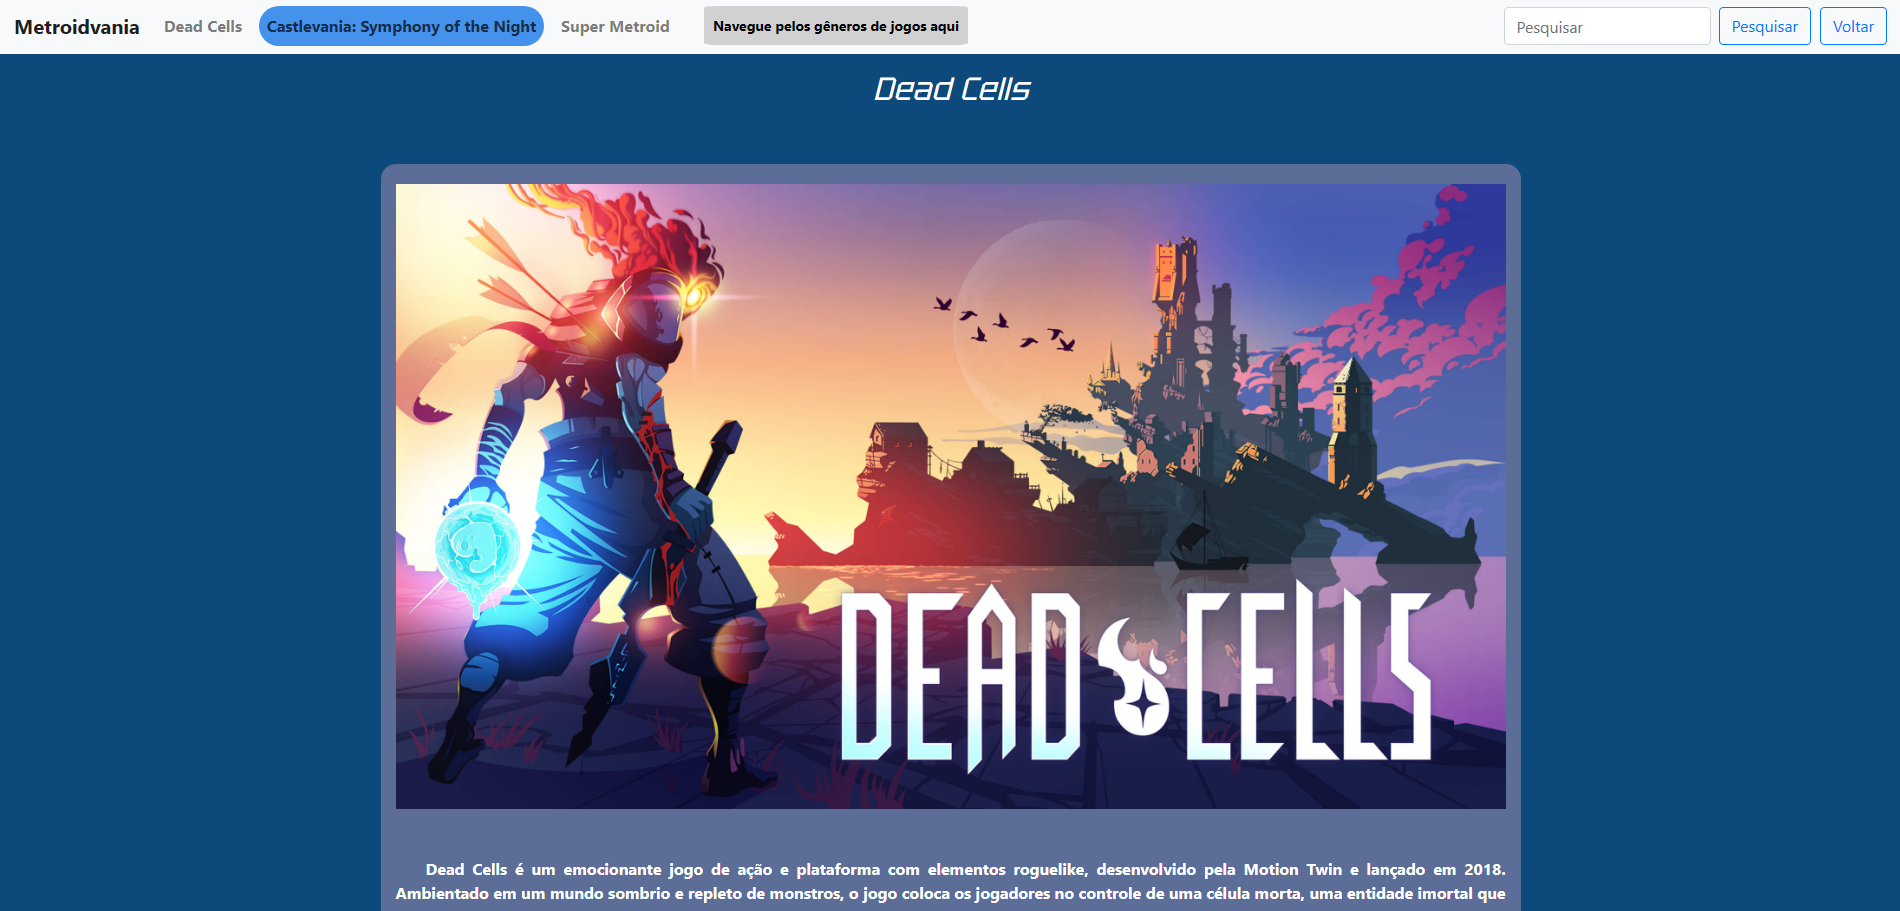 Metroidvania Dead Cells Castlevania: Symphony of the Night Super Metroid Navegue pelos gêneros de jogos aqui Pesquisar Pesquisar Voltar
Dead Cells
DEAD CELLS
Dead Cells é um emocionante jogo de ação e plataforma com elementos roguelike, desenvolvido pela Motion Twin e lançado em 2018.
Ambientado em um mundo sombrio e repleto de monstros, o jogo coloca os jogadores no controle de uma célula morta, uma entidade imortal que